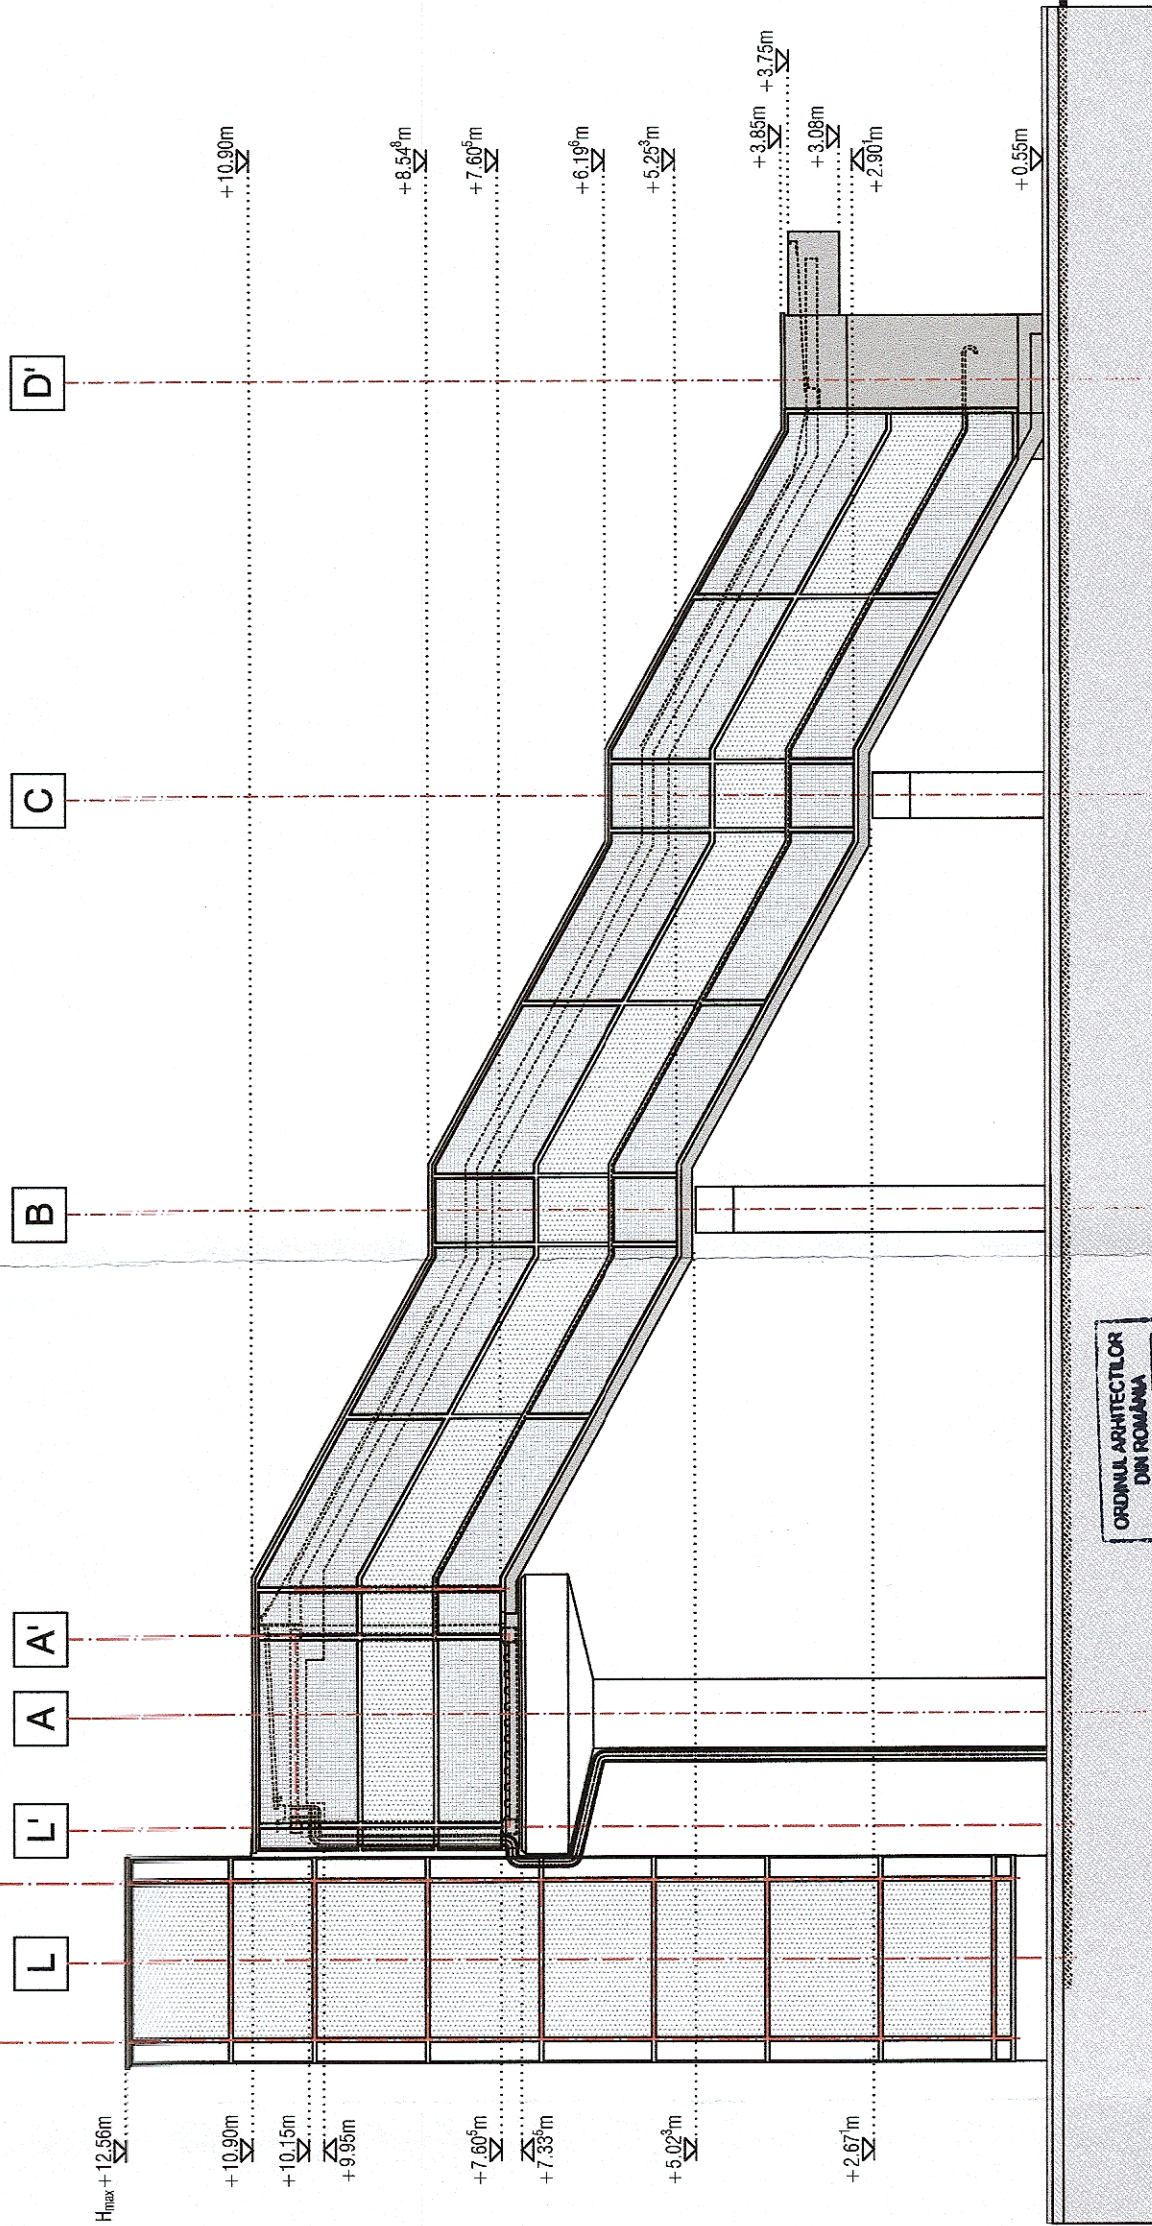 L
L'
A
A'
B
C
D'
Hmax +12.56m
+10.90m
+10.15m
+9.95m
+7.60⁵m
+7.33⁵m
+5.02³m
+2.67¹m
+10.90m
+8.54⁸m
+7.60⁵m
+6.19⁶m
+5.25³m
+3.85m
+3.75m
+3.08m
+2.90¹m
+0.55m
ORDINUL ARHITECTILOR
DIN ROMÂNIA